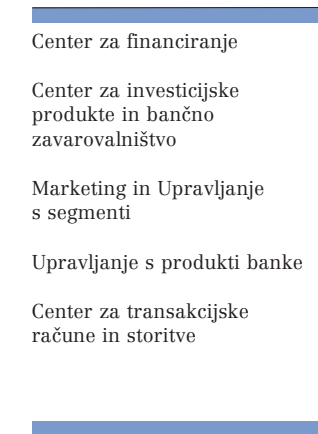 Center za financiranje
Center za investicijske
produkte in bančno
zavarovalništvo
Marketing in Upravljanje
s segmenti
Upravljanje s produkti banke
Center za transakcijske
račune in storitve